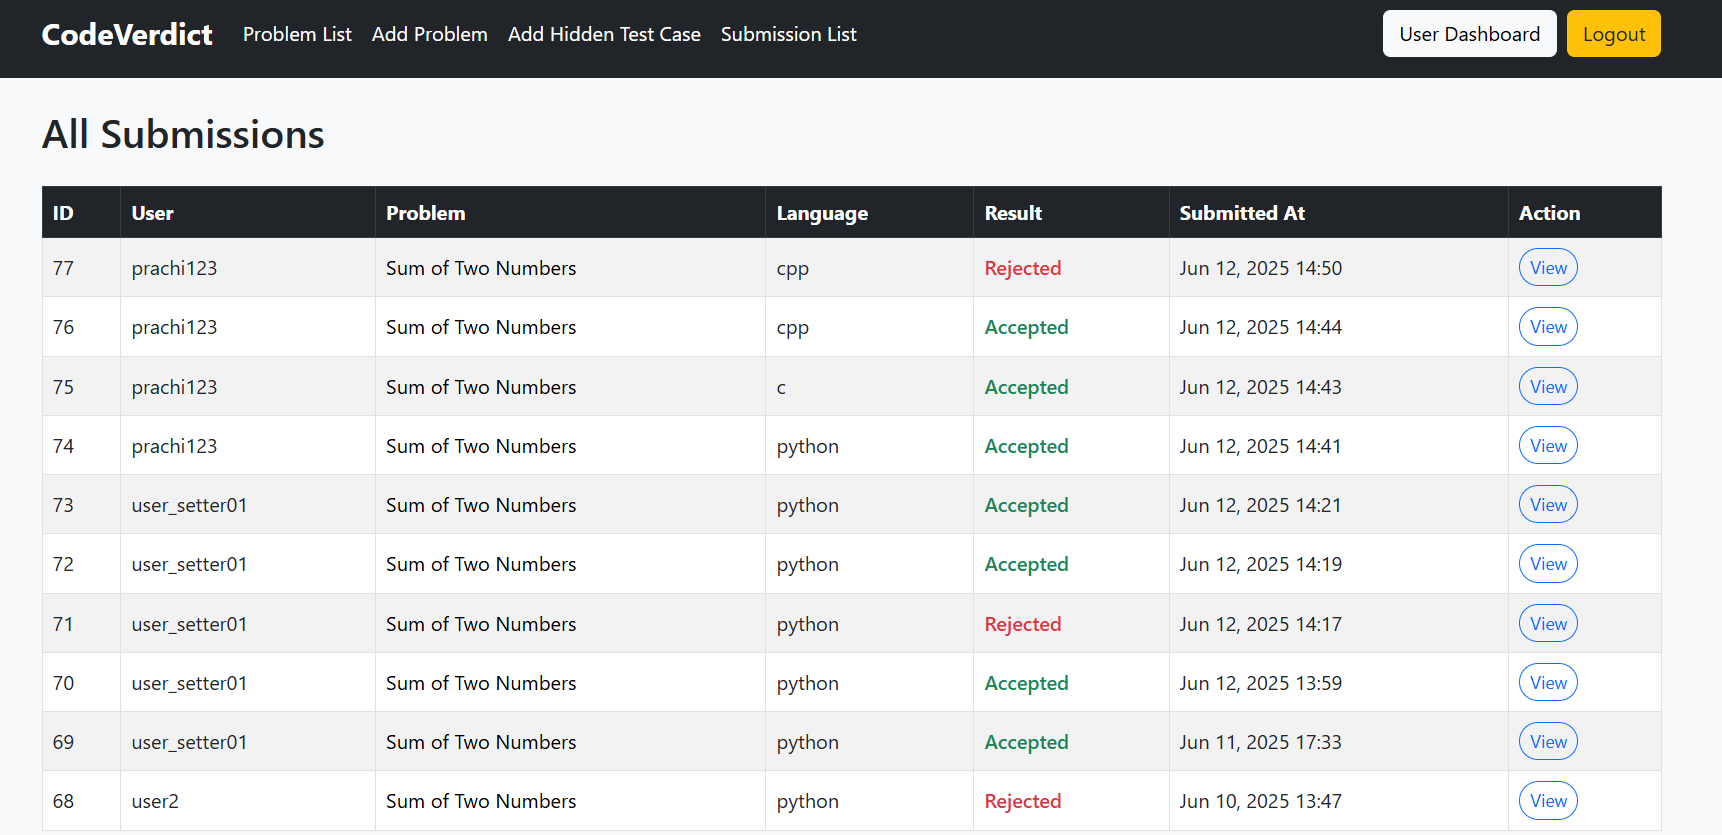 CodeVerdict Problem List Add Problem Add Hidden Test Case Submission List User Dashboard Logout
All Submissions
ID User Problem Language Result Submitted At Action
77 prachi123 Sum of Two Numbers cpp Rejected Jun 12, 2025 14:50 View
76 prachi123 Sum of Two Numbers cpp Accepted Jun 12, 2025 14:44 View
75 prachi123 Sum of Two Numbers c Accepted Jun 12, 2025 14:43 View
74 prachi123 Sum of Two Numbers python Accepted Jun 12, 2025 14:41 View
73 user_setter01 Sum of Two Numbers python Accepted Jun 12, 2025 14:21 View
72 user_setter01 Sum of Two Numbers python Accepted Jun 12, 2025 14:19 View
71 user_setter01 Sum of Two Numbers python Rejected Jun 12, 2025 14:17 View
70 user_setter01 Sum of Two Numbers python Accepted Jun 12, 2025 13:59 View
69 user_setter01 Sum of Two Numbers python Accepted Jun 11, 2025 17:33 View
68 user2 Sum of Two Numbers python Rejected Jun 10, 2025 13:47 View